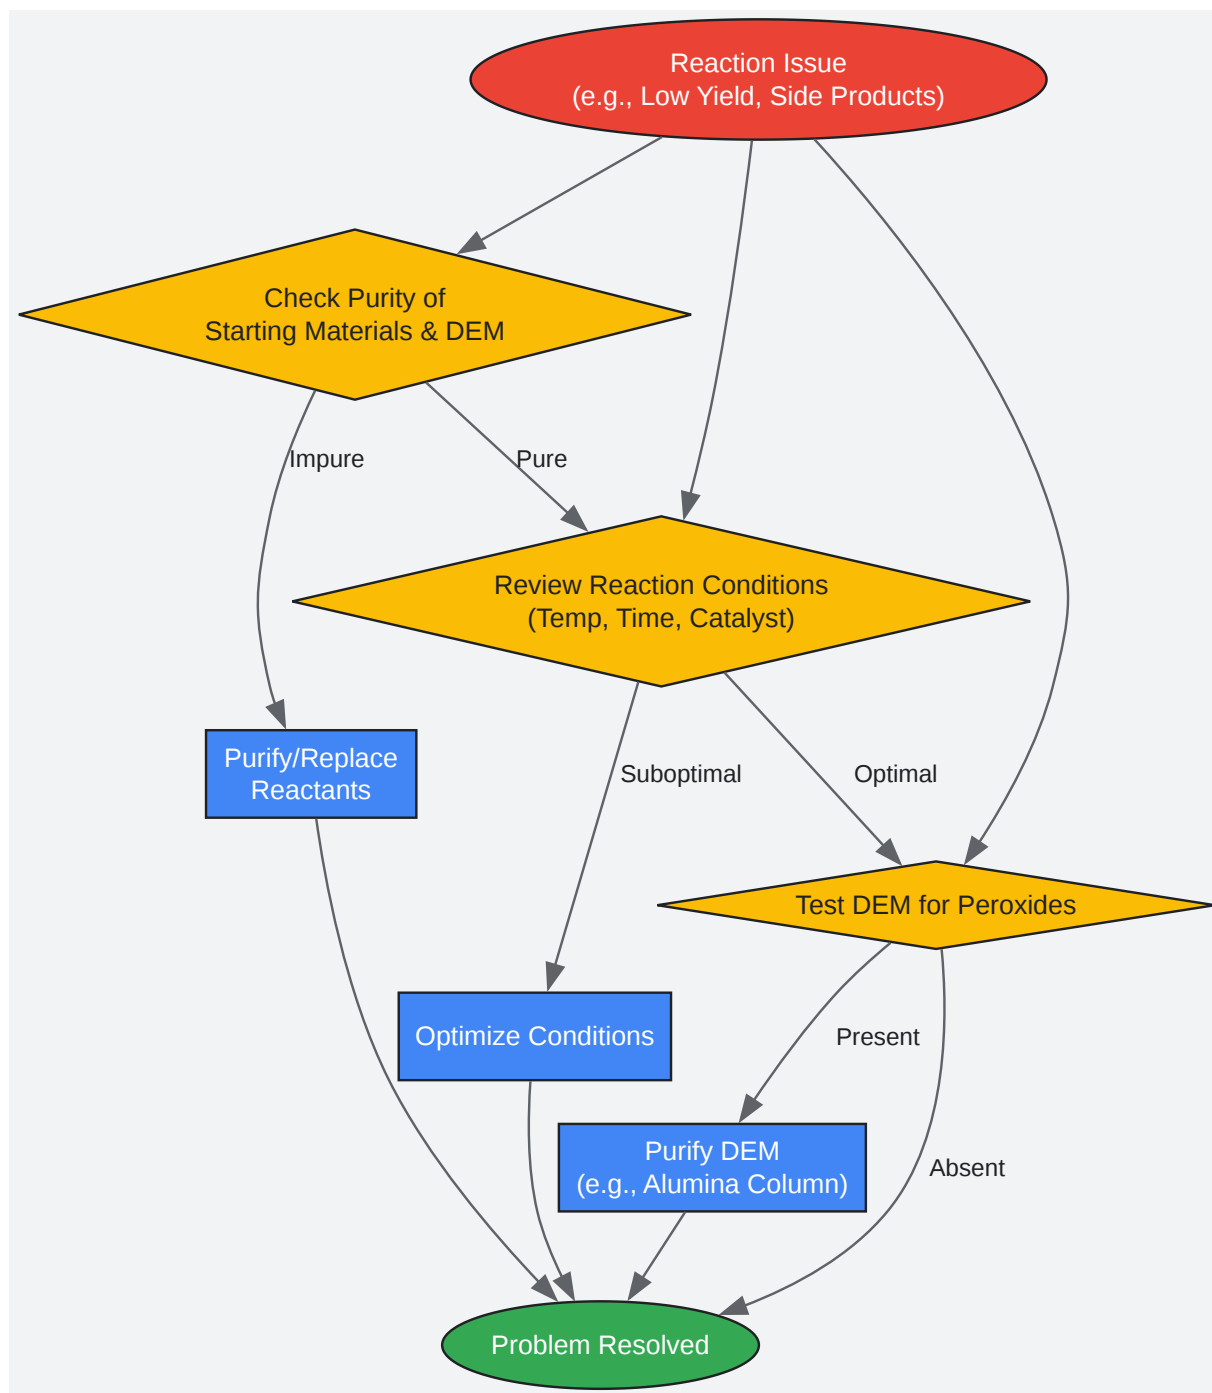 Reaction Issue
(e.g., Low Yield, Side Products)
Check Purity of
Starting Materials & DEM
Impure
Pure
Review Reaction Conditions
(Temp, Time, Catalyst)
Purify/Replace
Reactants
Suboptimal
Optimal
Test DEM for Peroxides
Optimize Conditions
Present
Purify DEM
(e.g., Alumina Column)
Absent
Problem Resolved